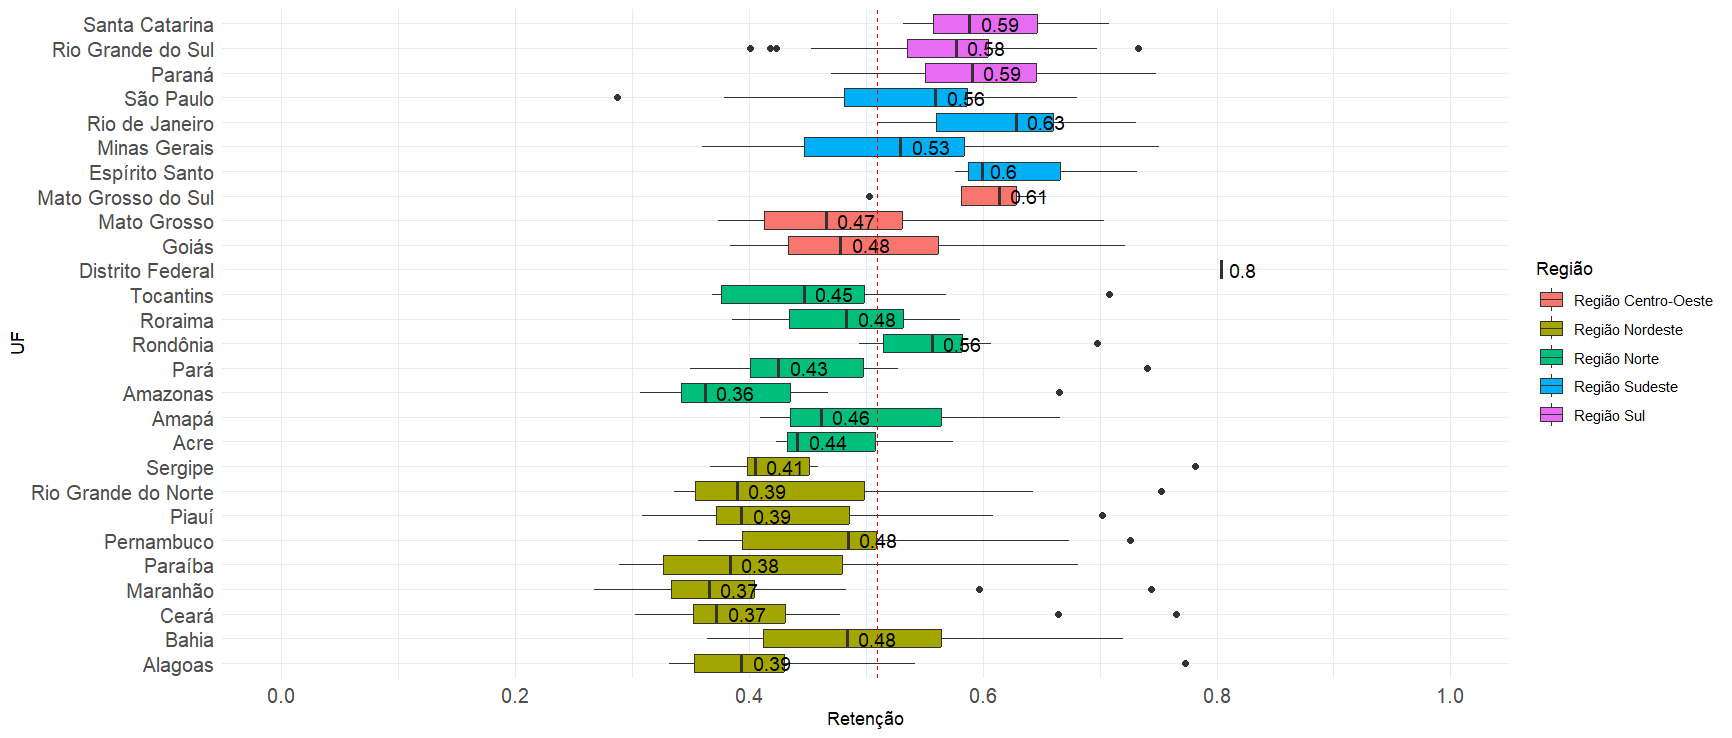 Santa Catarina
0.59
Rio Grande do Sul
0.58
Paraná
0.59
São Paulo
0.56
Rio de Janeiro
0.63
Minas Gerais
0.53
Espírito Santo
0.6
Mato Grosso do Sul
0.61
Mato Grosso
0.47
Goiás
0.48
Distrito Federal
0.8
Tocantins
0.45
Roraima
0.48
Rondônia
0.56
Pará
0.43
Amazonas
0.36
Amapá
0.46
Acre
0.44
Sergipe
0.41
Rio Grande do Norte
0.39
Piauí
0.39
Pernambuco
0.48
Paraíba
0.38
Maranhão
0.37
Ceará
0.37
Bahia
0.48
Alagoas
0.39
UF
0.0 0.2 0.4 0.6 0.8 1.0
Retenção
Região
Região Centro-Oeste
Região Nordeste
Região Norte
Região Sudeste
Região Sul